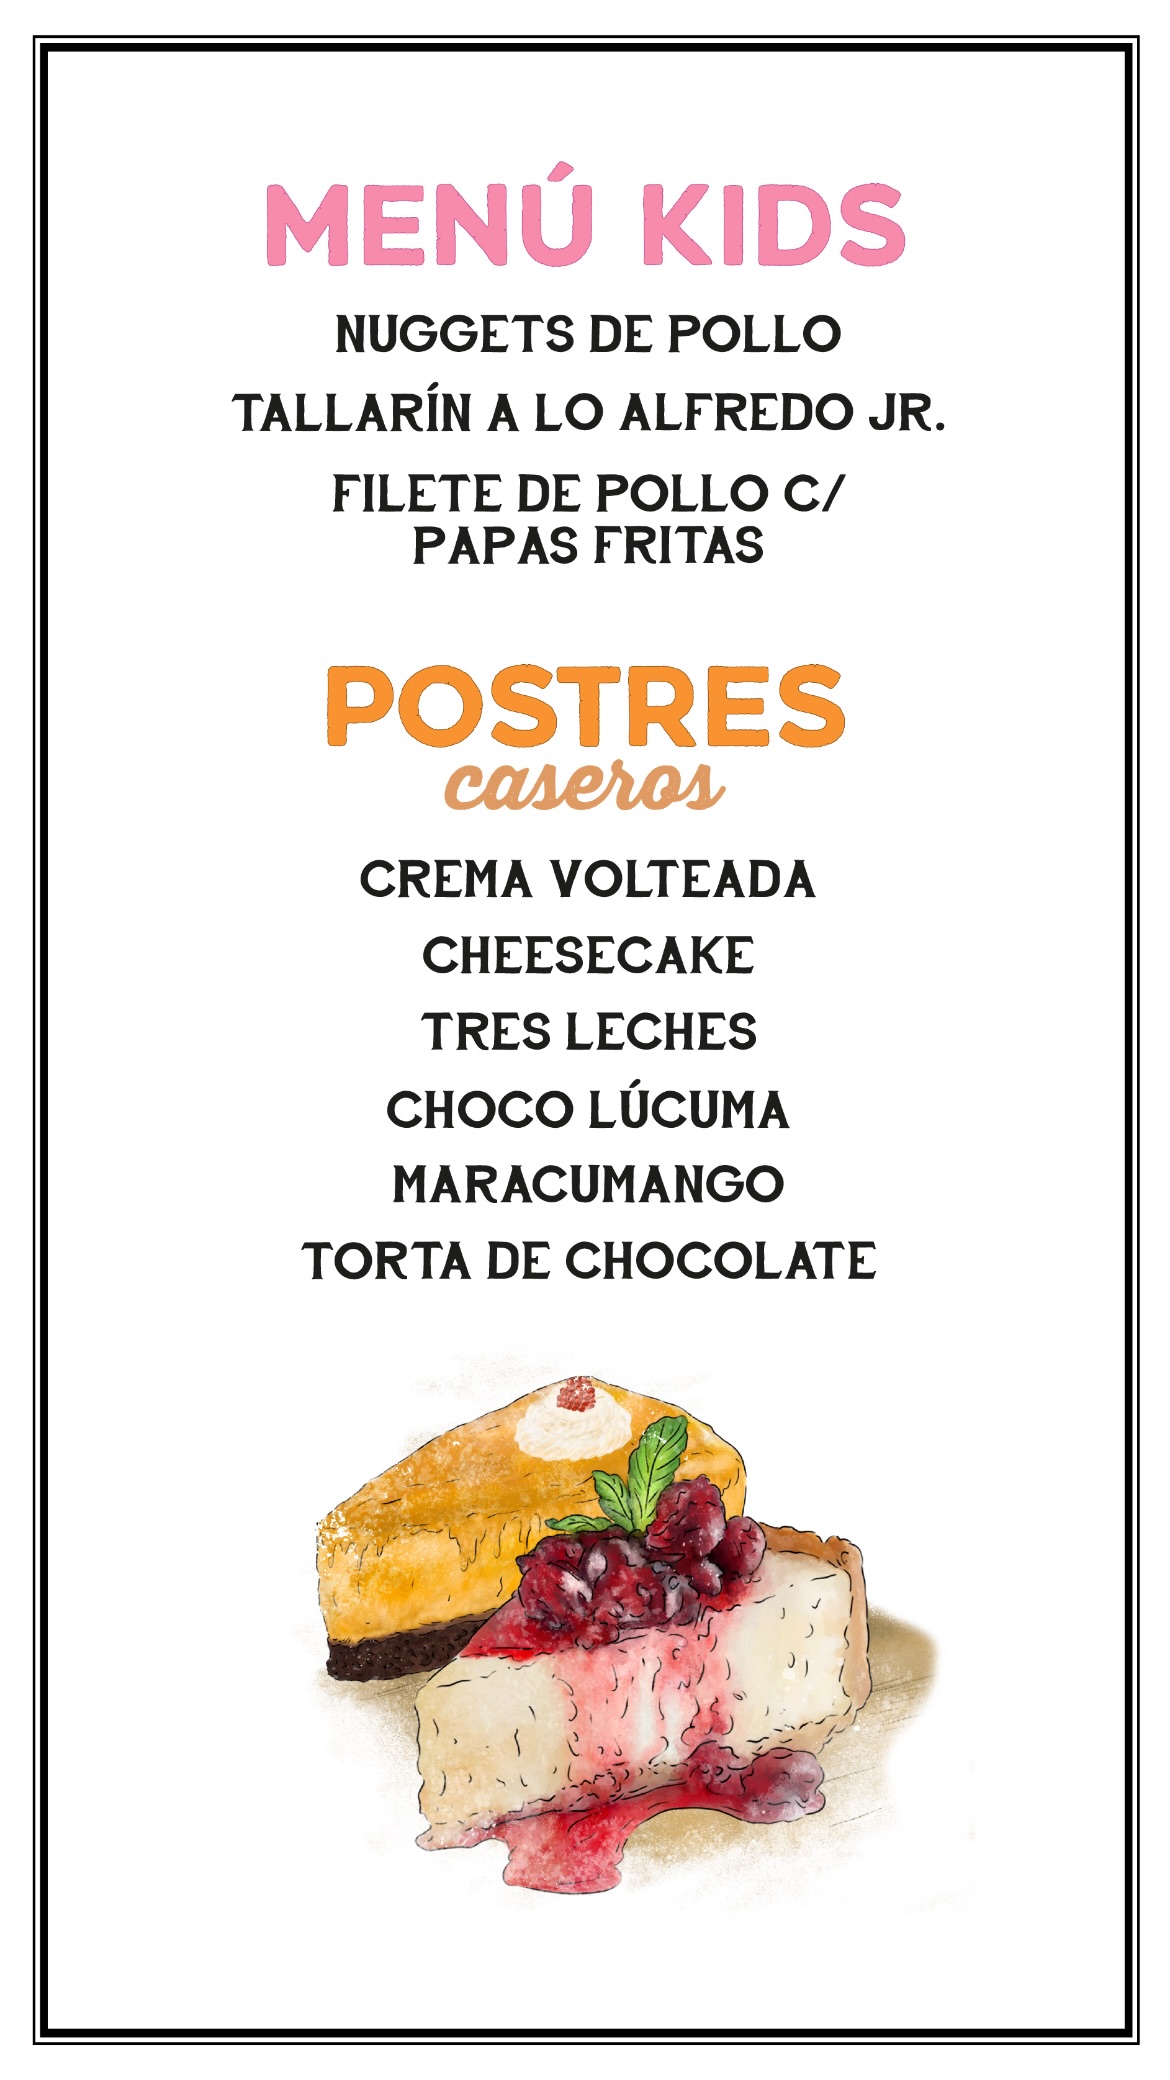 MENÚ KIDS
NUGGETS DE POLLO
TALLARÍN A LO ALFREDO JR.
FILETE DE POLLO C/
PAPAS FRITAS
POSTRES
caseros
CREMA VOLTEADA
CHEESECAKE
TRES LECHES
CHOCO LÚCUMA
MARACUMANGO
TORTA DE CHOCOLATE